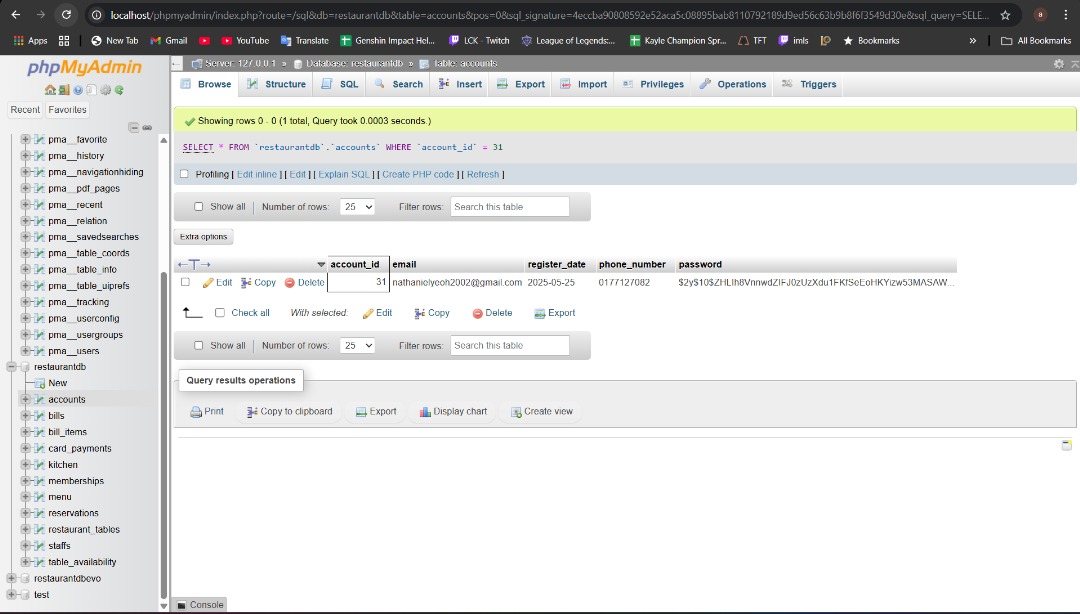 localhost/phpmyadmin/index.php?route=/sql&db=restaurantdb&table=accounts&pos=0&sql_signature=4eccba90808592e52aca5c08895bab8110792189d9ed56c63b9b8f6f3549d30e&sql_query=SELE...
Apps New Tab Gmail YouTube Translate Genshin Impact Hel... LCK - Twitch League of Legends:... Kayle Champion Spr... TFT imls Bookmarks » All Bookmarks
phpMyAdmin
Recent Favorites
pma__favorite
pma__history
pma__navigationhiding
pma__pdf_pages
pma__recent
pma__relation
pma__savedsearches
pma__table_coords
pma__table_info
pma__table_uiprefs
pma__tracking
pma__userconfig
pma__usergroups
pma__users
restaurantdb
New
accounts
bills
bill_items
card_payments
kitchen
memberships
menu
reservations
restaurant_tables
staffs
table_availability
restaurantdbevo
test
Server: 127.0.0.1 » Database: restaurantdb » Table: accounts
Browse Structure SQL Search Insert Export Import Privileges Operations Triggers
Showing rows 0 - 0 (1 total, Query took 0.0003 seconds.)
SELECT * FROM `restaurantdb`.`accounts` WHERE `account_id` = 31
Profiling [ Edit inline ] [ Edit ] [ Explain SQL ] [ Create PHP code ] [ Refresh ]
Show all Number of rows: 25 Filter rows: Search this table
Extra options
account_id email register_date phone_number password
Edit Copy Delete 31 nathanielyeoh2002@gmail.com 2025-05-25 0177127082
Check all With selected: Edit Copy Delete Export
Show all Number of rows: 25 Filter rows: Search this table
Query results operations
Print Copy to clipboard Export Display chart Create view
Console